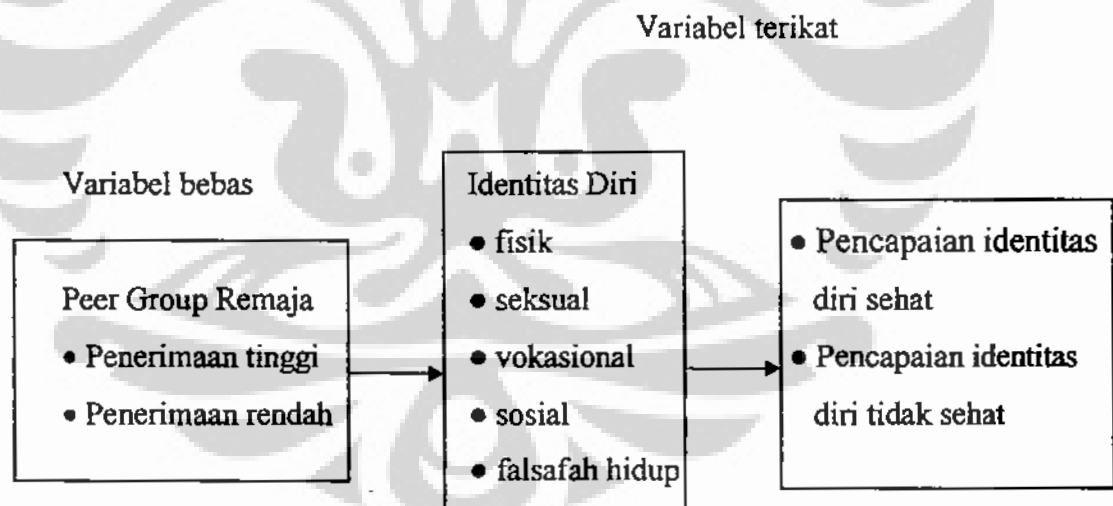 Variabel terikat
Variabel bebas
Peer Group Remaja
• Penerimaan tinggi
• Penerimaan rendah
Identitas Diri
• fisik
• seksual
• vokasional
• sosial
• falsafah hidup
• Pencapaian identitas
diri sehat
• Pencapaian identitas
diri tidak sehat